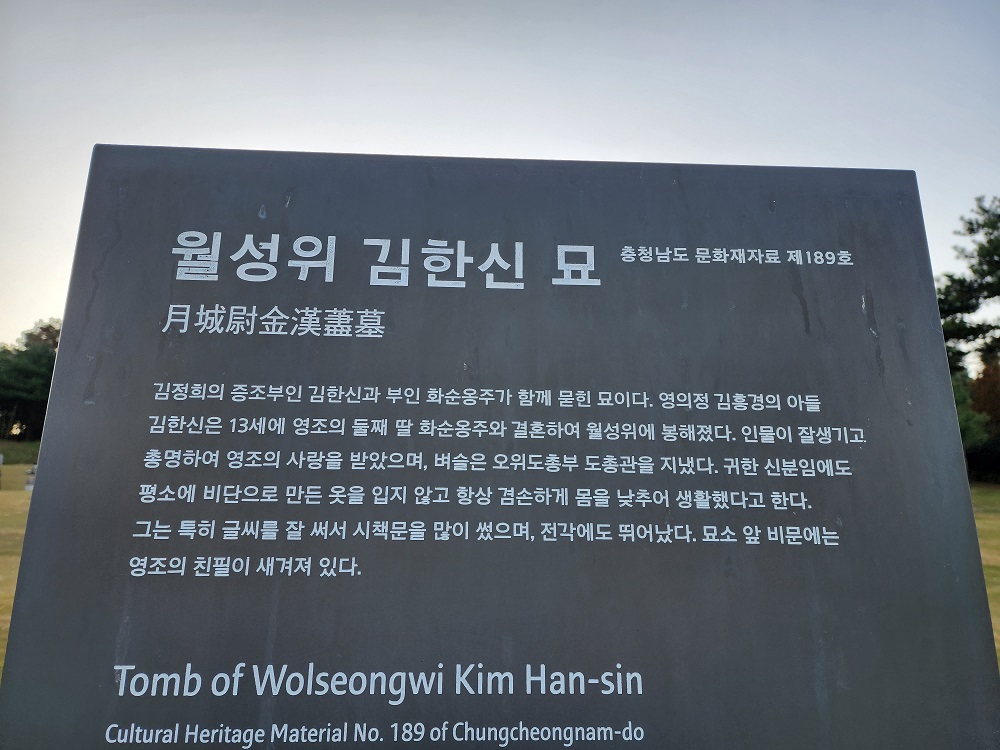 월성위 김한신 묘 충청남도 문화재자료 제189호
月城尉金漢藎墓
김정희의 증조부인 김한신과 부인 화순옹주가 함께 묻힌 묘이다. 영의정 김흥경의 아들
김한신은 13세에 영조의 둘째 딸 화순옹주와 결혼하여 월성위에 봉해졌다. 인물이 잘생기고
총명하여 영조의 사랑을 받았으며, 벼슬은 오위도총부 도총관을 지냈다. 귀한 신분임에도
평소에 비단으로 만든 옷을 입지 않고 항상 겸손하게 몸을 낮추어 생활했다고 한다.
그는 특히 글씨를 잘 써서 시책문을 많이 썼으며, 전각에도 뛰어났다. 묘소 앞 비문에는
영조의 친필이 새겨져 있다.
Tomb of Wolseongwi Kim Han-sin
Cultural Heritage Material No. 189 of Chungcheongnam-do